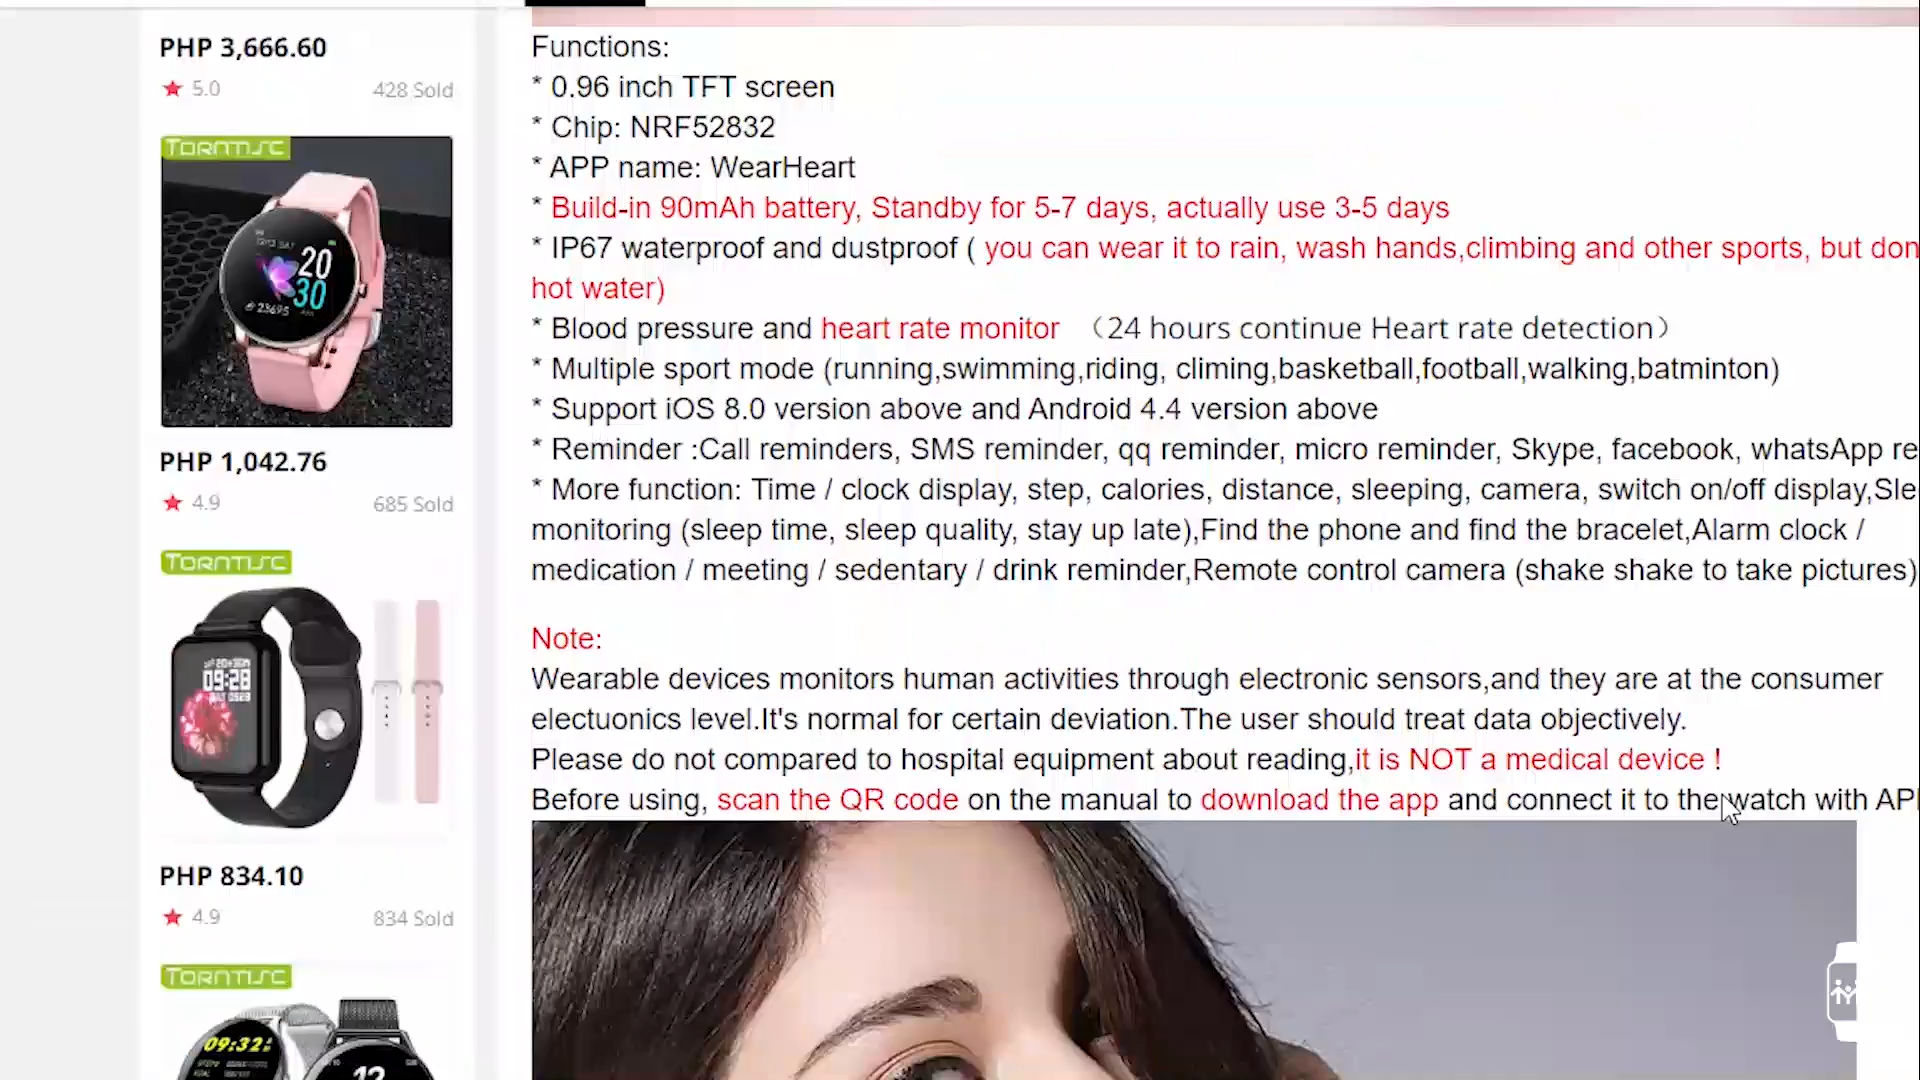 PHP 3,666.60
5.0
428 Sold
TORNTISC
20
30
23695
PHP 1,042.76
4.9
685 Sold
TORNTISC
09:28
PHP 834.10
4.9
834 Sold
TORNTISC
09:32
12
Functions:
* 0.96 inch TFT screen
* Chip: NRF52832
* APP name: WearHeart
* Build-in 90mAh battery, Standby for 5-7 days, actually use 3-5 days
* IP67 waterproof and dustproof ( you can wear it to rain, wash hands,climbing and other sports, but don
hot water)
* Blood pressure and heart rate monitor （24 hours continue Heart rate detection）
* Multiple sport mode (running,swimming,riding, climing,basketball,football,walking,batminton)
* Support iOS 8.0 version above and Android 4.4 version above
* Reminder :Call reminders, SMS reminder, qq reminder, micro reminder, Skype, facebook, whatsApp re
* More function: Time / clock display, step, calories, distance, sleeping, camera, switch on/off display,Sle
monitoring (sleep time, sleep quality, stay up late),Find the phone and find the bracelet,Alarm clock /
medication / meeting / sedentary / drink reminder,Remote control camera (shake shake to take pictures)
Note:
Wearable devices monitors human activities through electronic sensors,and they are at the consumer
electuonics level.It's normal for certain deviation.The user should treat data objectively.
Please do not compared to hospital equipment about reading,it is NOT a medical device !
Before using, scan the QR code on the manual to download the app and connect it to the watch with AP